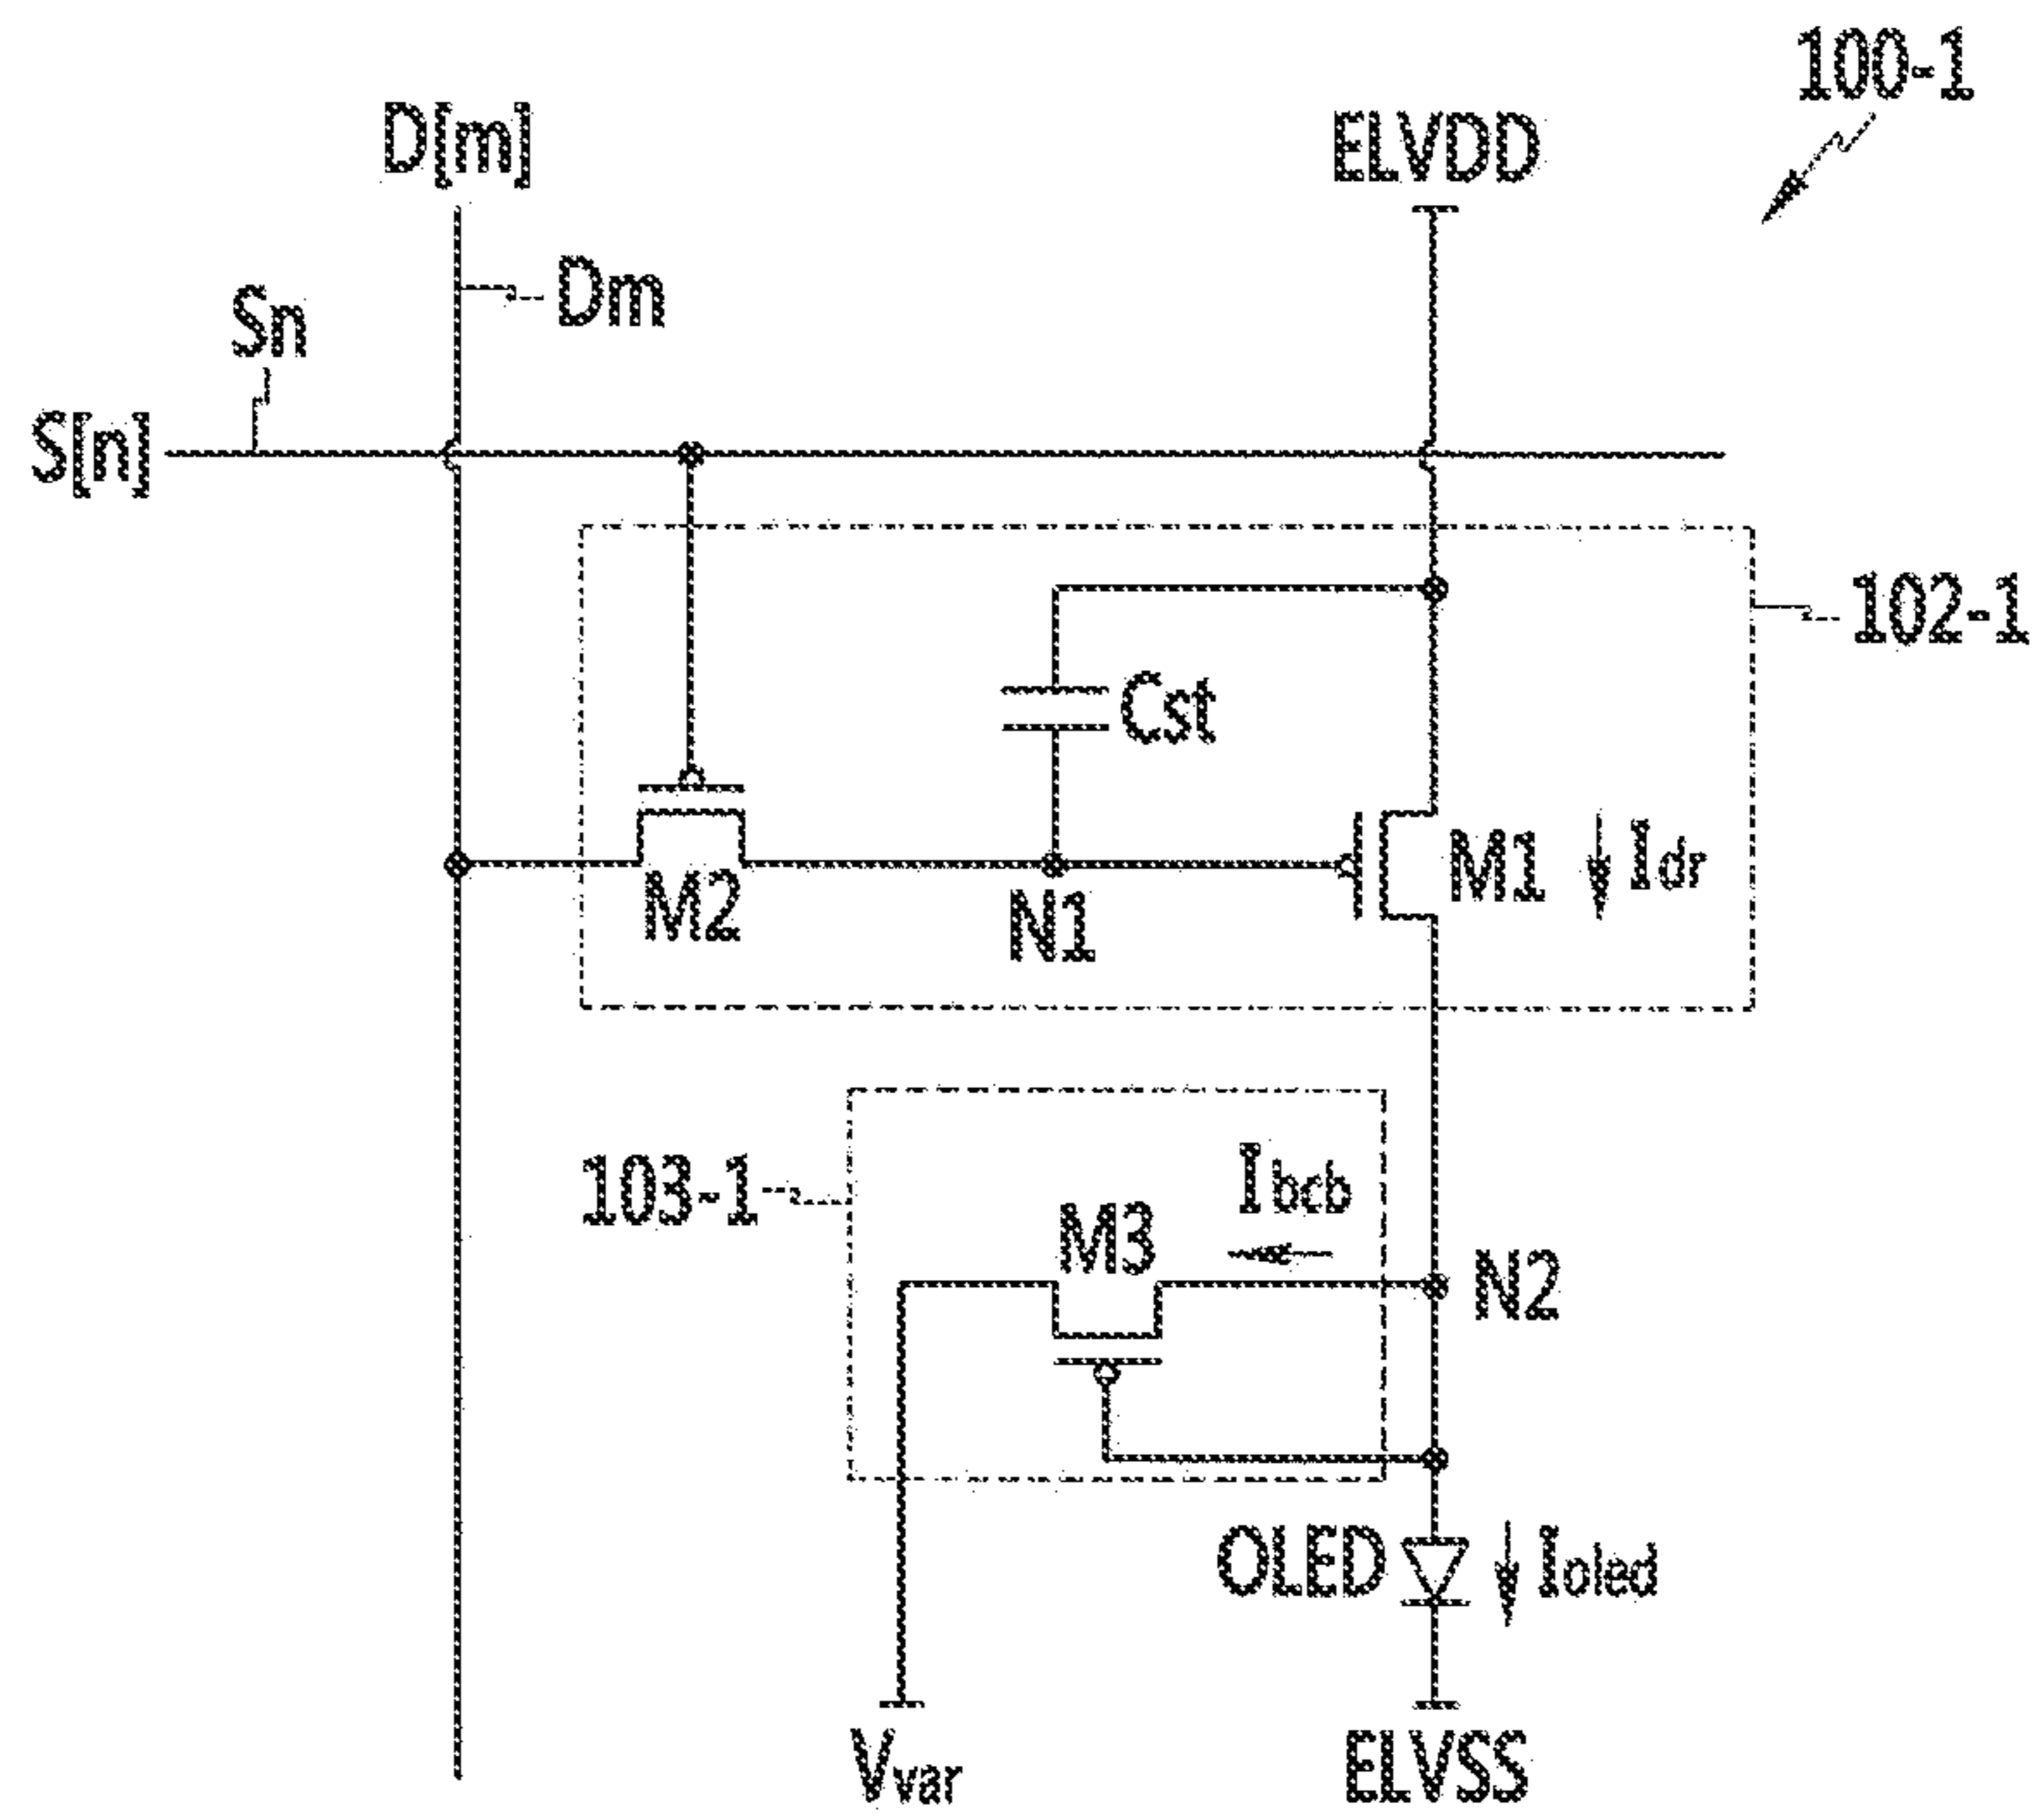 100-1
D[m]
ELVDD
Dm
Sn
S[n]
102-1
Cst
M1
Idr
M2
N1
103-1
Ibcb
M3
N2
OLED
Ioled
Vvar
ELVSS